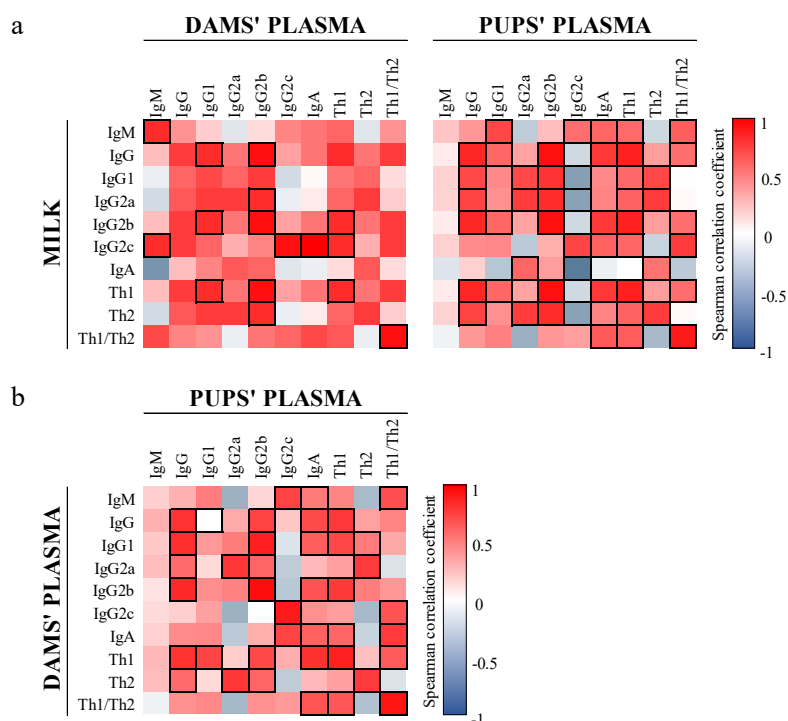 a
DAMS' PLASMA
PUPS' PLASMA
IgM IgG IgG1 IgG2a IgG2b IgG2c IgA Th1 Th2 Th1/Th2
IgM IgG IgG1 IgG2a IgG2b IgG2c IgA Th1 Th2 Th1/Th2
MILK
IgM
IgG
IgG1
IgG2a
IgG2b
IgG2c
IgA
Th1
Th2
Th1/Th2
1
0.5
0
-0.5
-1
Spearman correlation coefficient
b
PUPS' PLASMA
IgM IgG IgG1 IgG2a IgG2b IgG2c IgA Th1 Th2 Th1/Th2
DAMS' PLASMA
IgM
IgG
IgG1
IgG2a
IgG2b
IgG2c
IgA
Th1
Th2
Th1/Th2
1
0.5
0
-0.5
-1
Spearman correlation coefficient